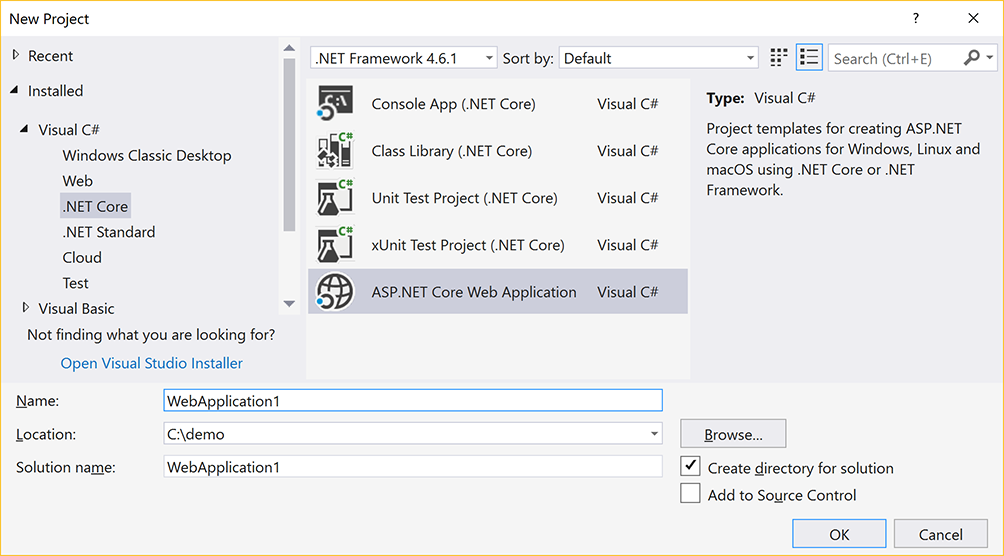 New Project
?
Recent
Installed
Visual C#
Windows Classic Desktop
Web
.NET Core
.NET Standard
Cloud
Test
Visual Basic
Not finding what you are looking for?
Open Visual Studio Installer
.NET Framework 4.6.1
Sort by: Default
Search (Ctrl+E)
C:\
Console App (.NET Core) Visual C#
C#
Class Library (.NET Core) Visual C#
C#
Unit Test Project (.NET Core) Visual C#
C#
xUnit Test Project (.NET Core) Visual C#
ASP.NET Core Web Application Visual C#
Type: Visual C#
Project templates for creating ASP.NET
Core applications for Windows, Linux and
macOS using .NET Core or .NET
Framework.
Name: WebApplication1
Location: C:\demo
Browse...
Solution name: WebApplication1
Create directory for solution
Add to Source Control
OK
Cancel